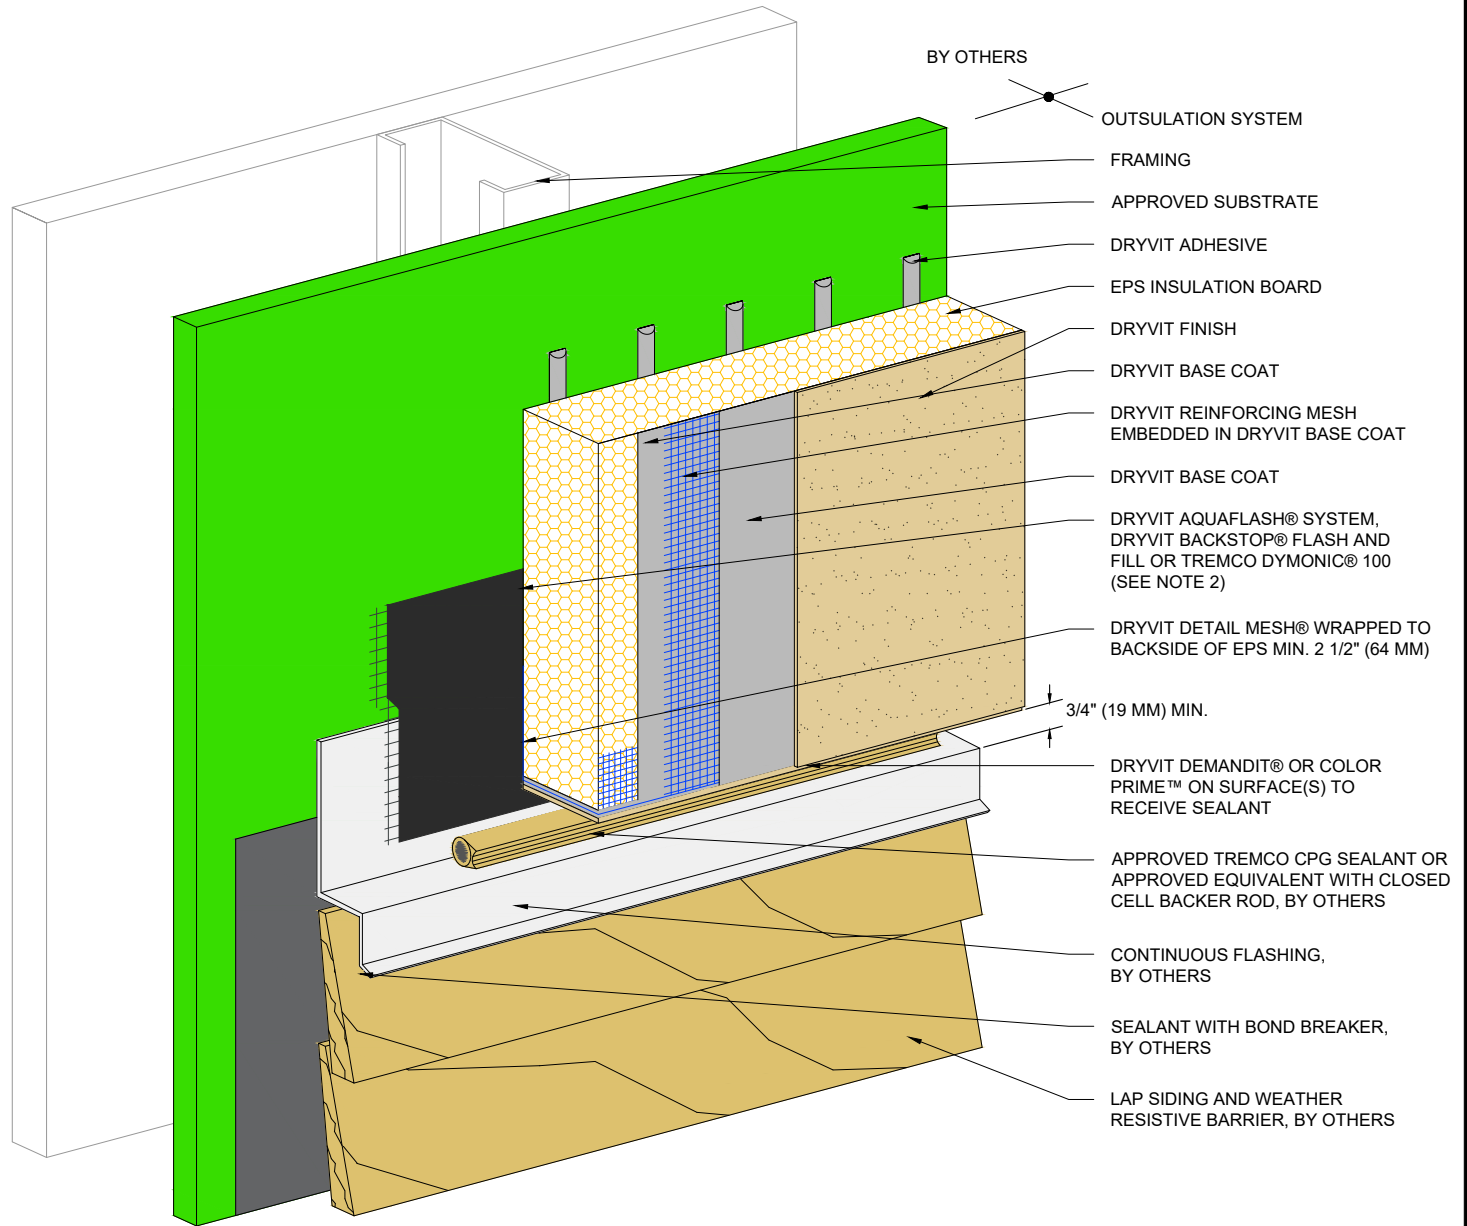 BY OTHERS
OUTSULATION SYSTEM
FRAMING
APPROVED SUBSTRATE
DRYVIT ADHESIVE
EPS INSULATION BOARD
DRYVIT FINISH
DRYVIT BASE COAT
DRYVIT REINFORCING MESH
EMBEDDED IN DRYVIT BASE COAT
DRYVIT BASE COAT
DRYVIT AQUAFLASH® SYSTEM,
DRYVIT BACKSTOP® FLASH AND
FILL OR TREMCO DYMONIC® 100
(SEE NOTE 2)
DRYVIT DETAIL MESH® WRAPPED TO
BACKSIDE OF EPS MIN. 2 1/2" (64 MM)
3/4" (19 MM) MIN.
DRYVIT DEMANDIT® OR COLOR
PRIME™ ON SURFACE(S) TO
RECEIVE SEALANT
APPROVED TREMCO CPG SEALANT OR
APPROVED EQUIVALENT WITH CLOSED
CELL BACKER ROD, BY OTHERS
CONTINUOUS FLASHING,
BY OTHERS
SEALANT WITH BOND BREAKER,
BY OTHERS
LAP SIDING AND WEATHER
RESISTIVE BARRIER, BY OTHERS